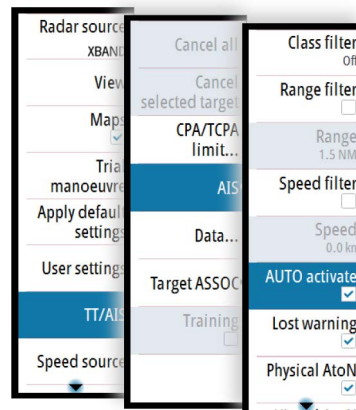 Radar source
XBAND
View
Maps
Trial
manoeuvre
Apply default
settings
User settings
TT/AIS
Speed source
Cancel all
Cancel
selected target
CPA/TCPA
limit...
AIS
Data...
Target ASSOC
Training
Class filter
Off
Range filter
Range
1.5 NM
Speed filter
Speed
0.0 kn
AUTO activate
Lost warning
Physical AtoN